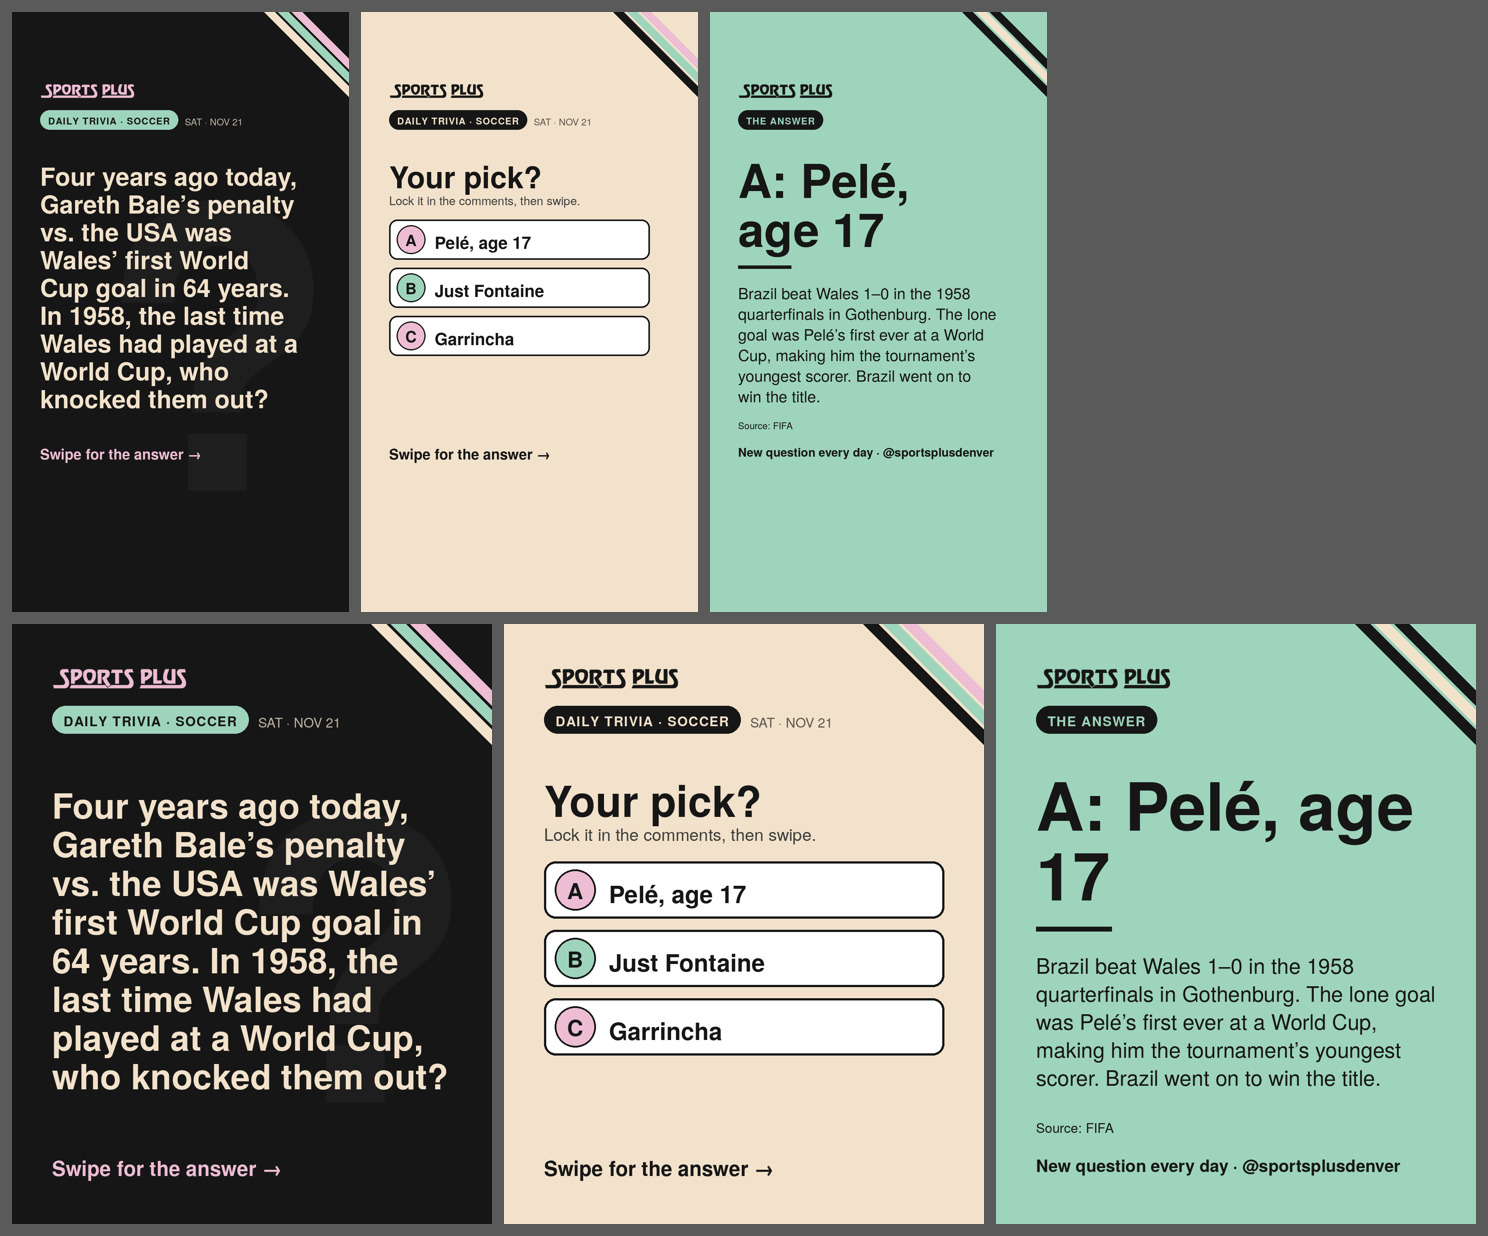 SPORTS PLUS
DAILY TRIVIA · SOCCER SAT · NOV 21
Four years ago today,
Gareth Bale’s penalty
vs. the USA was
Wales’ first World
Cup goal in 64 years.
In 1958, the last time
Wales had played at a
World Cup, who
knocked them out?
Swipe for the answer →
SPORTS PLUS
DAILY TRIVIA · SOCCER SAT · NOV 21
Your pick?
Lock it in the comments, then swipe.
A Pelé, age 17
B Just Fontaine
C Garrincha
Swipe for the answer →
SPORTS PLUS
THE ANSWER
A: Pelé,
age 17
Brazil beat Wales 1–0 in the 1958
quarterfinals in Gothenburg. The lone
goal was Pelé’s first ever at a World
Cup, making him the tournament’s
youngest scorer. Brazil went on to
win the title.
Source: FIFA
New question every day · @sportsplusdenver
SPORTS PLUS
DAILY TRIVIA · SOCCER SAT · NOV 21
Four years ago today,
Gareth Bale’s penalty
vs. the USA was Wales’
first World Cup goal in
64 years. In 1958, the
last time Wales had
played at a World Cup,
who knocked them out?
Swipe for the answer →
SPORTS PLUS
DAILY TRIVIA · SOCCER SAT · NOV 21
Your pick?
Lock it in the comments, then swipe.
A Pelé, age 17
B Just Fontaine
C Garrincha
Swipe for the answer →
SPORTS PLUS
THE ANSWER
A: Pelé, age
17
Brazil beat Wales 1–0 in the 1958
quarterfinals in Gothenburg. The lone goal
was Pelé’s first ever at a World Cup,
making him the tournament’s youngest
scorer. Brazil went on to win the title.
Source: FIFA
New question every day · @sportsplusdenver